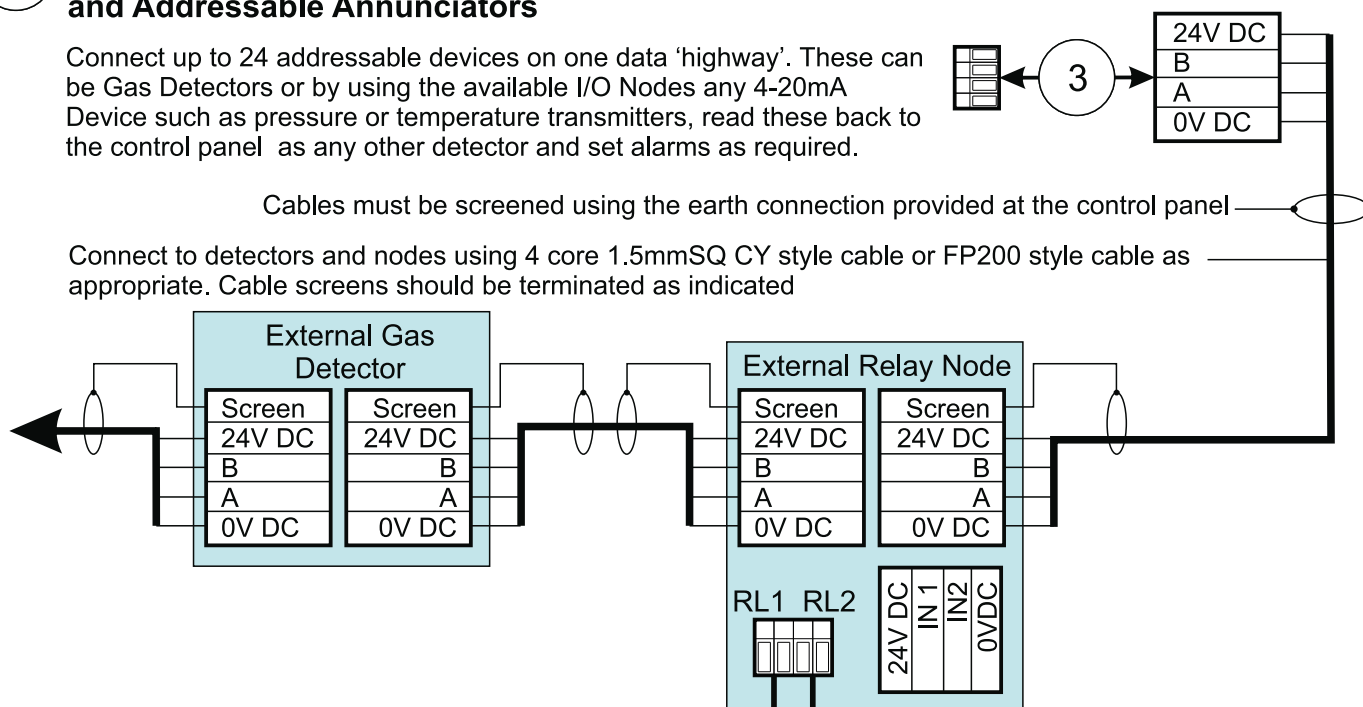 and Addressable Annunciators
Connect up to 24 addressable devices on one data ‘highway’. These can
be Gas Detectors or by using the available I/O Nodes any 4-20mA
Device such as pressure or temperature transmitters, read these back to
the control panel as any other detector and set alarms as required.
3
24V DC
B
A
0V DC
Cables must be screened using the earth connection provided at the control panel
Connect to detectors and nodes using 4 core 1.5mmSQ CY style cable or FP200 style cable as
appropriate. Cable screens should be terminated as indicated
External Gas
Detector
Screen
24V DC
B
A
0V DC
Screen
24V DC
B
A
0V DC
External Relay Node
Screen
24V DC
B
A
0V DC
Screen
24V DC
B
A
0V DC
RL1 RL2
24V DC
IN 1
IN2
0VDC